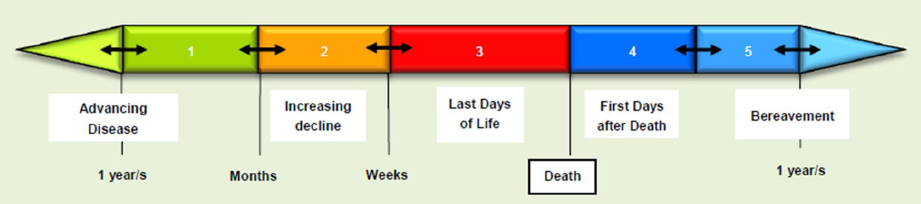 1 2 3 4 5
Advancing
Disease
Increasing
decline
Last Days
of Life
First Days
after Death
Bereavement
1 year/s Months Weeks Death 1 year/s